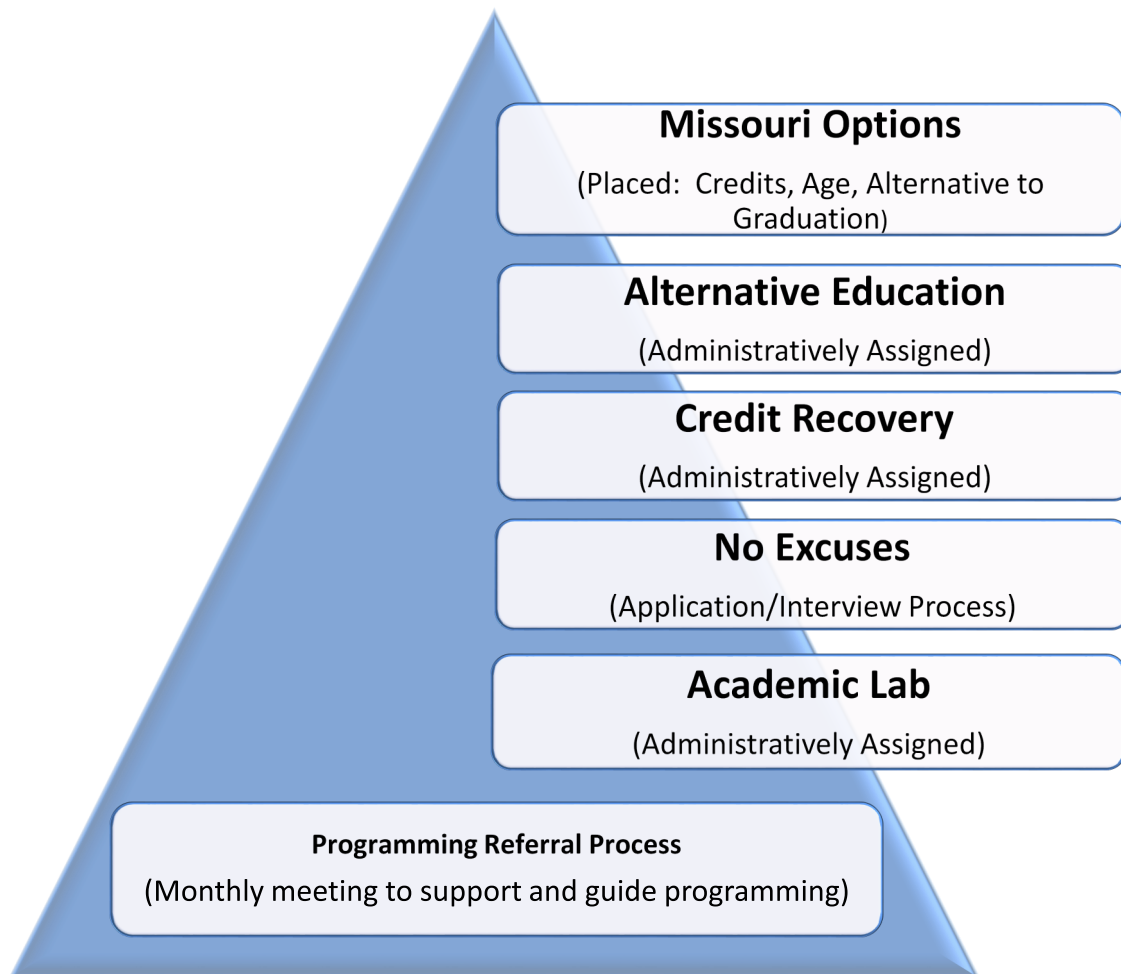 Missouri Options
(Placed:  Credits, Age, Alternative to
Graduation)
Alternative Education
(Administratively Assigned)
Credit Recovery
(Administratively Assigned)
No Excuses
(Application/Interview Process)
Academic Lab
(Administratively Assigned)
Programming Referral Process
(Monthly meeting to support and guide programming)